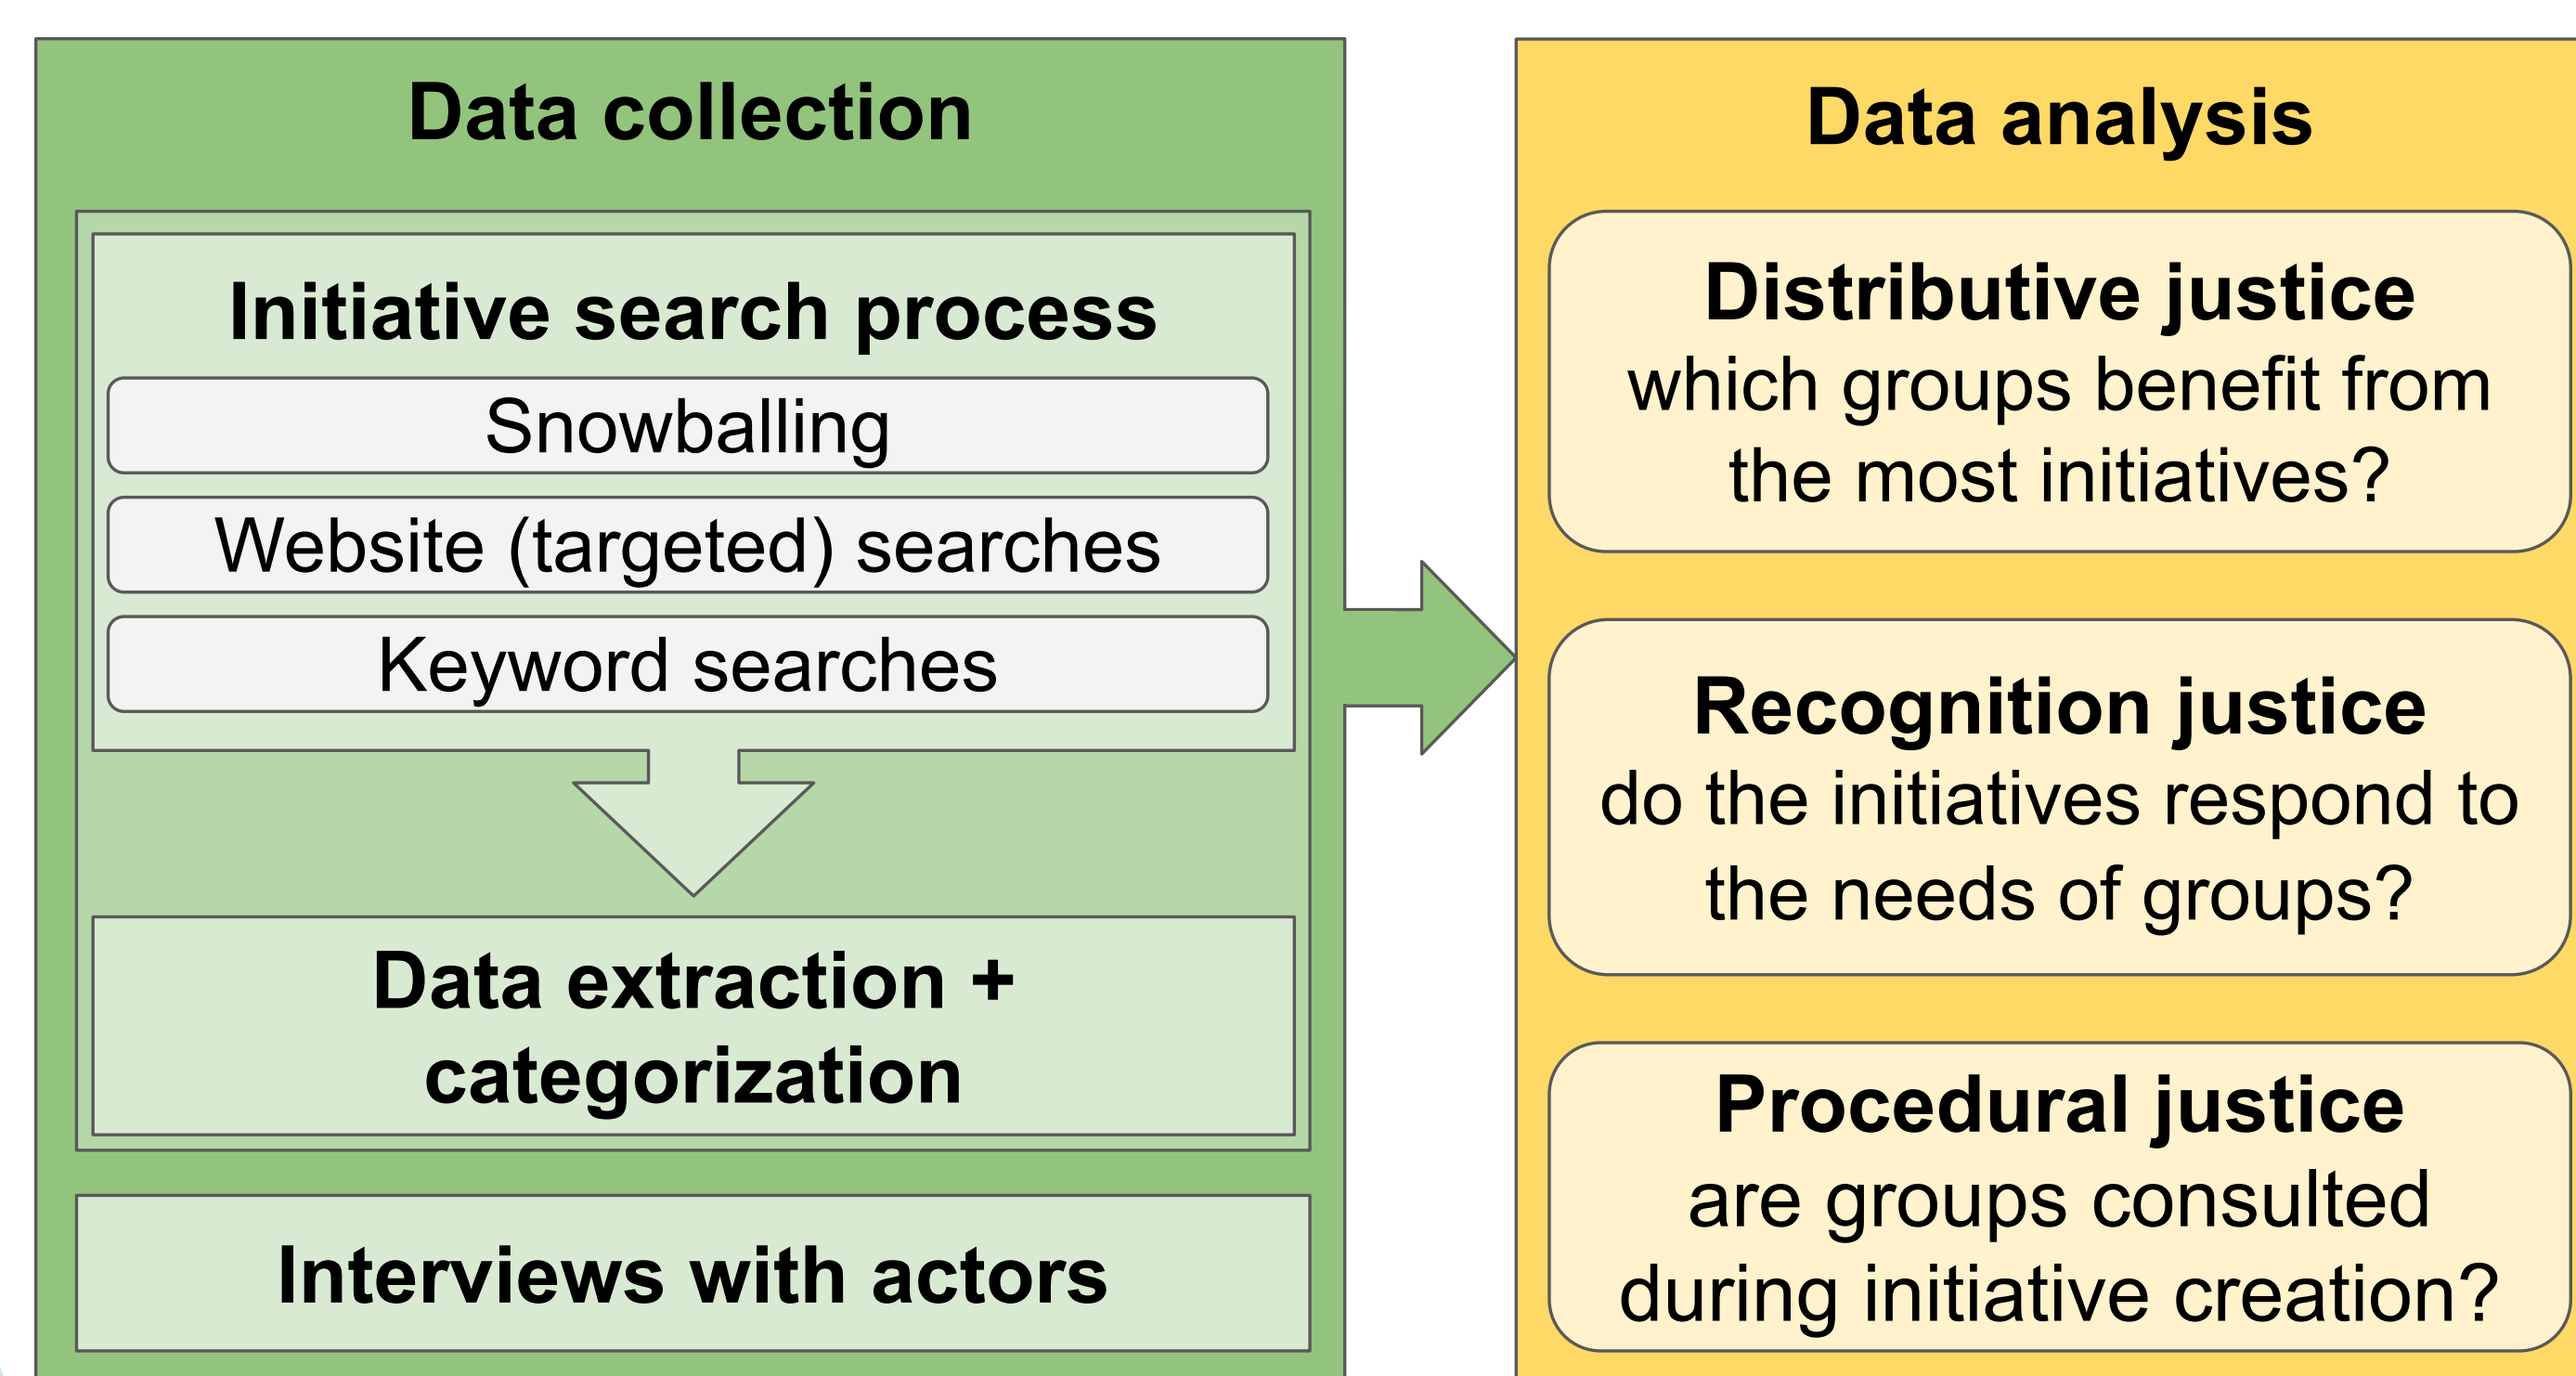 Data collection
Initiative search process
Snowballing
Website (targeted) searches
Keyword searches
Data extraction +
categorization
Interviews with actors
Data analysis
Distributive justice
which groups benefit from
the most initiatives?
Recognition justice
do the initiatives respond to
the needs of groups?
Procedural justice
are groups consulted
during initiative creation?